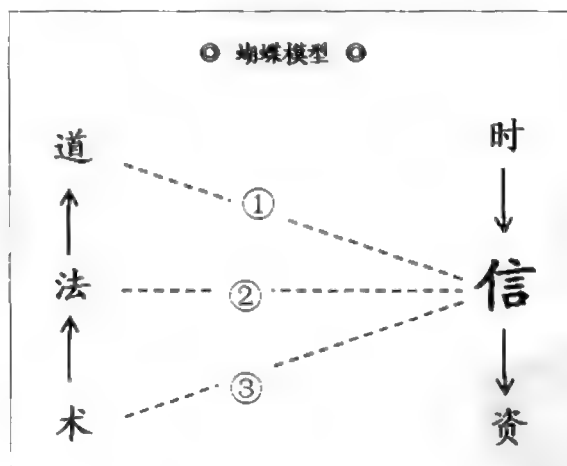 ◎ 蝴蝶模型 ◎
道
时
①
法
②
信
③
术
资